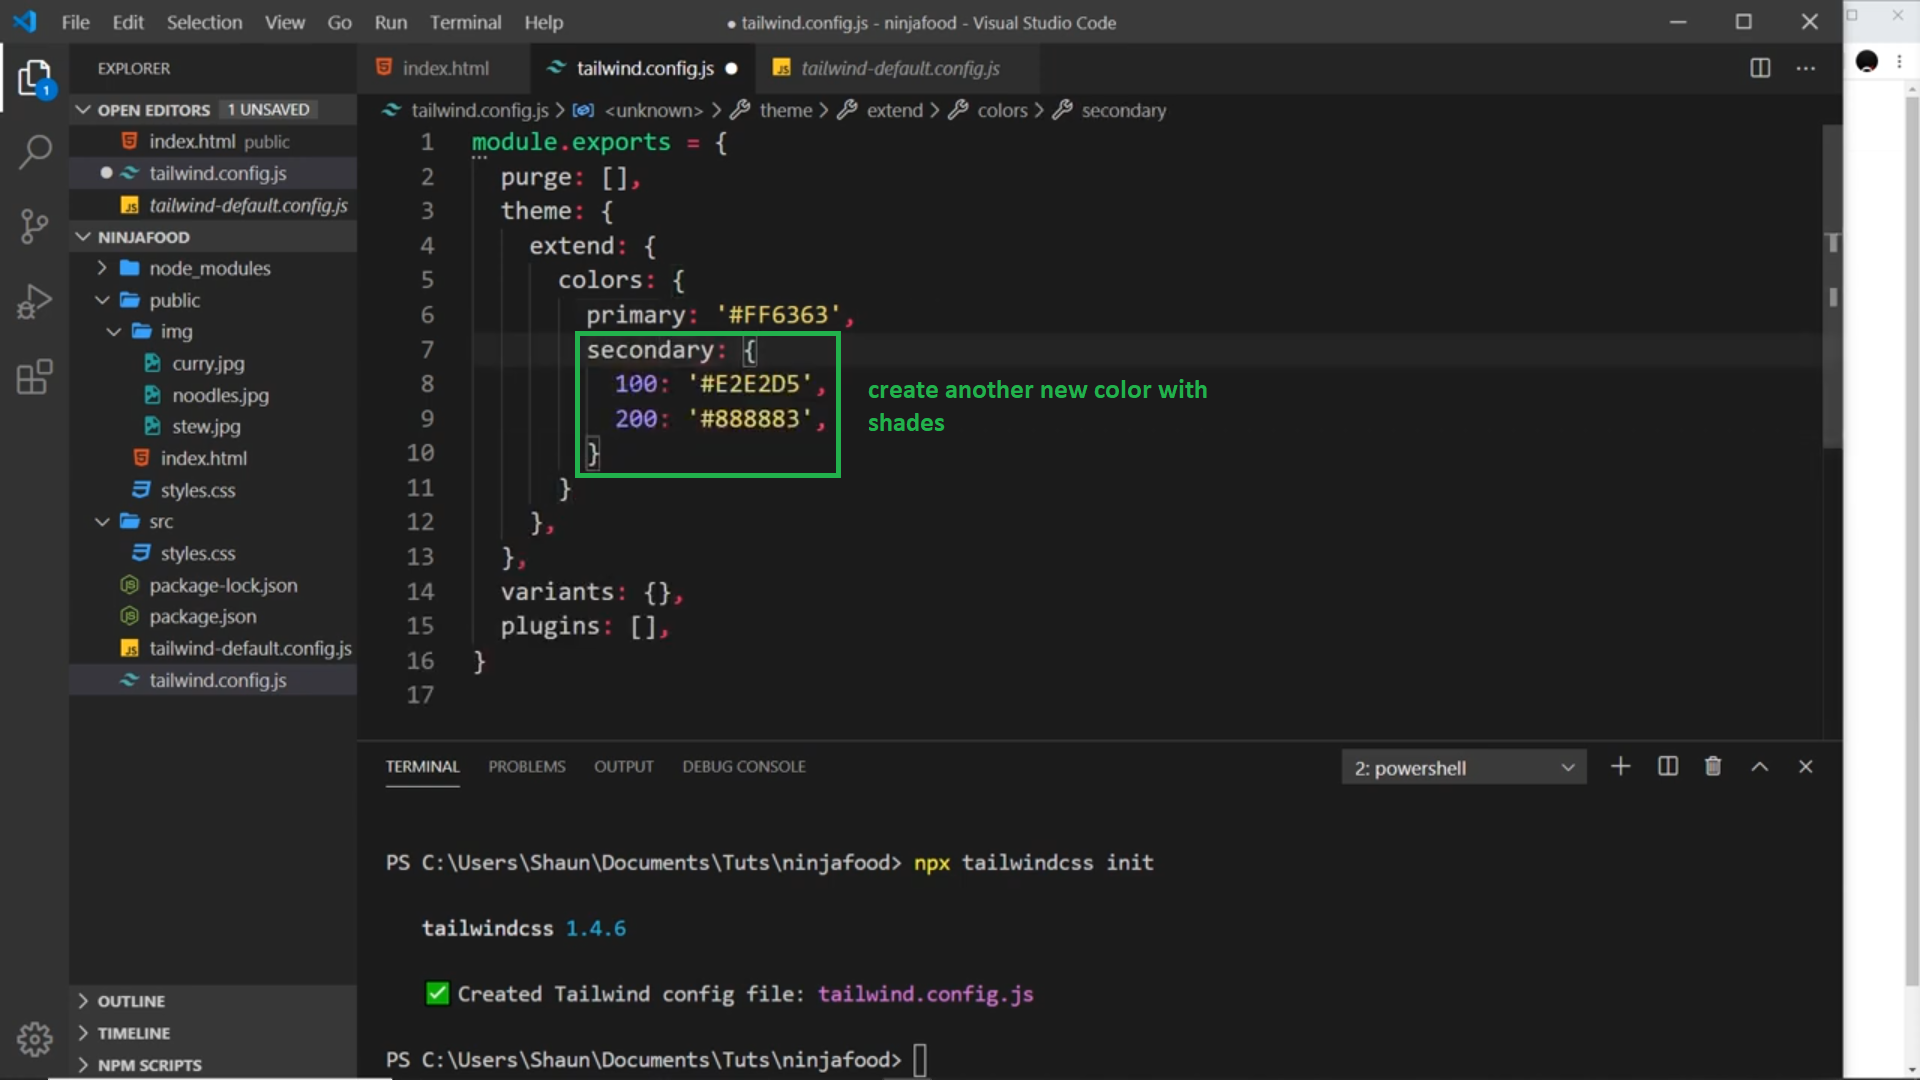 File Edit Selection View Go Run Terminal Help
● tailwind.config.js - ninjafood - Visual Studio Code
EXPLORER
OPEN EDITORS 1 UNSAVED
index.html public
tailwind.config.js
tailwind-default.config.js
NINJAFOOD
node_modules
public
img
curry.jpg
noodles.jpg
stew.jpg
index.html
styles.css
src
styles.css
package-lock.json
package.json
tailwind-default.config.js
tailwind.config.js
OUTLINE
TIMELINE
NPM SCRIPTS
1
index.html tailwind.config.js ● tailwind-default.config.js
tailwind.config.js > <unknown> > theme > extend > colors > secondary
1 module.exports = {
2 purge: [],
3 theme: {
4 extend: {
5 colors: {
6 primary: '#FF6363',
7 secondary: {
8 100: '#E2E2D5',
9 200: '#888883',
10 }
11 }
12 },
13 },
14 variants: {},
15 plugins: [],
16 }
17
create another new color with
shades
TERMINAL PROBLEMS OUTPUT DEBUG CONSOLE 2: powershell
PS C:\Users\Shaun\Documents\Tuts\ninjafood> npx tailwindcss init
tailwindcss 1.4.6
✅ Created Tailwind config file: tailwind.config.js
PS C:\Users\Shaun\Documents\Tuts\ninjafood>